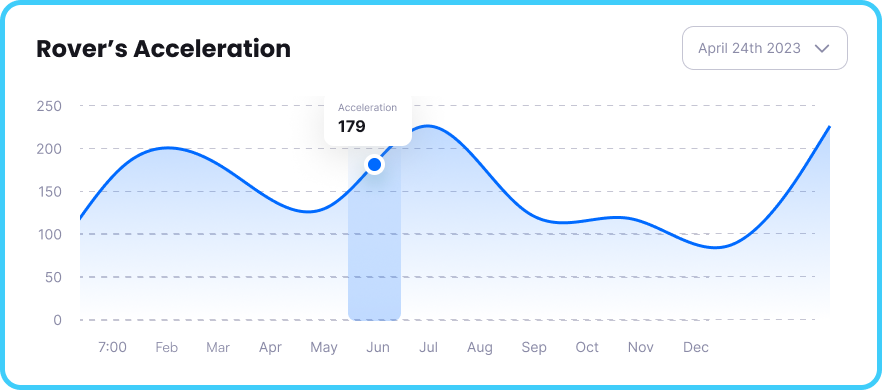 Rover’s Acceleration
April 24th 2023
Acceleration
179
250
200
150
100
50
0
7:00 Feb Mar Apr May Jun Jul Aug Sep Oct Nov Dec